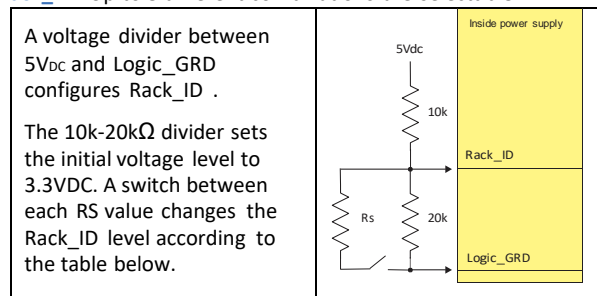 A voltage divider between
5VDC and Logic_GRD
configures Rack_ID .
The 10k-20kΩ divider sets
the initial voltage level to
3.3VDC. A switch between
each RS value changes the
Rack_ID level according to
the table below.
Inside power supply
5Vdc
10k
Rack_ID
Rs
20k
Logic_GRD